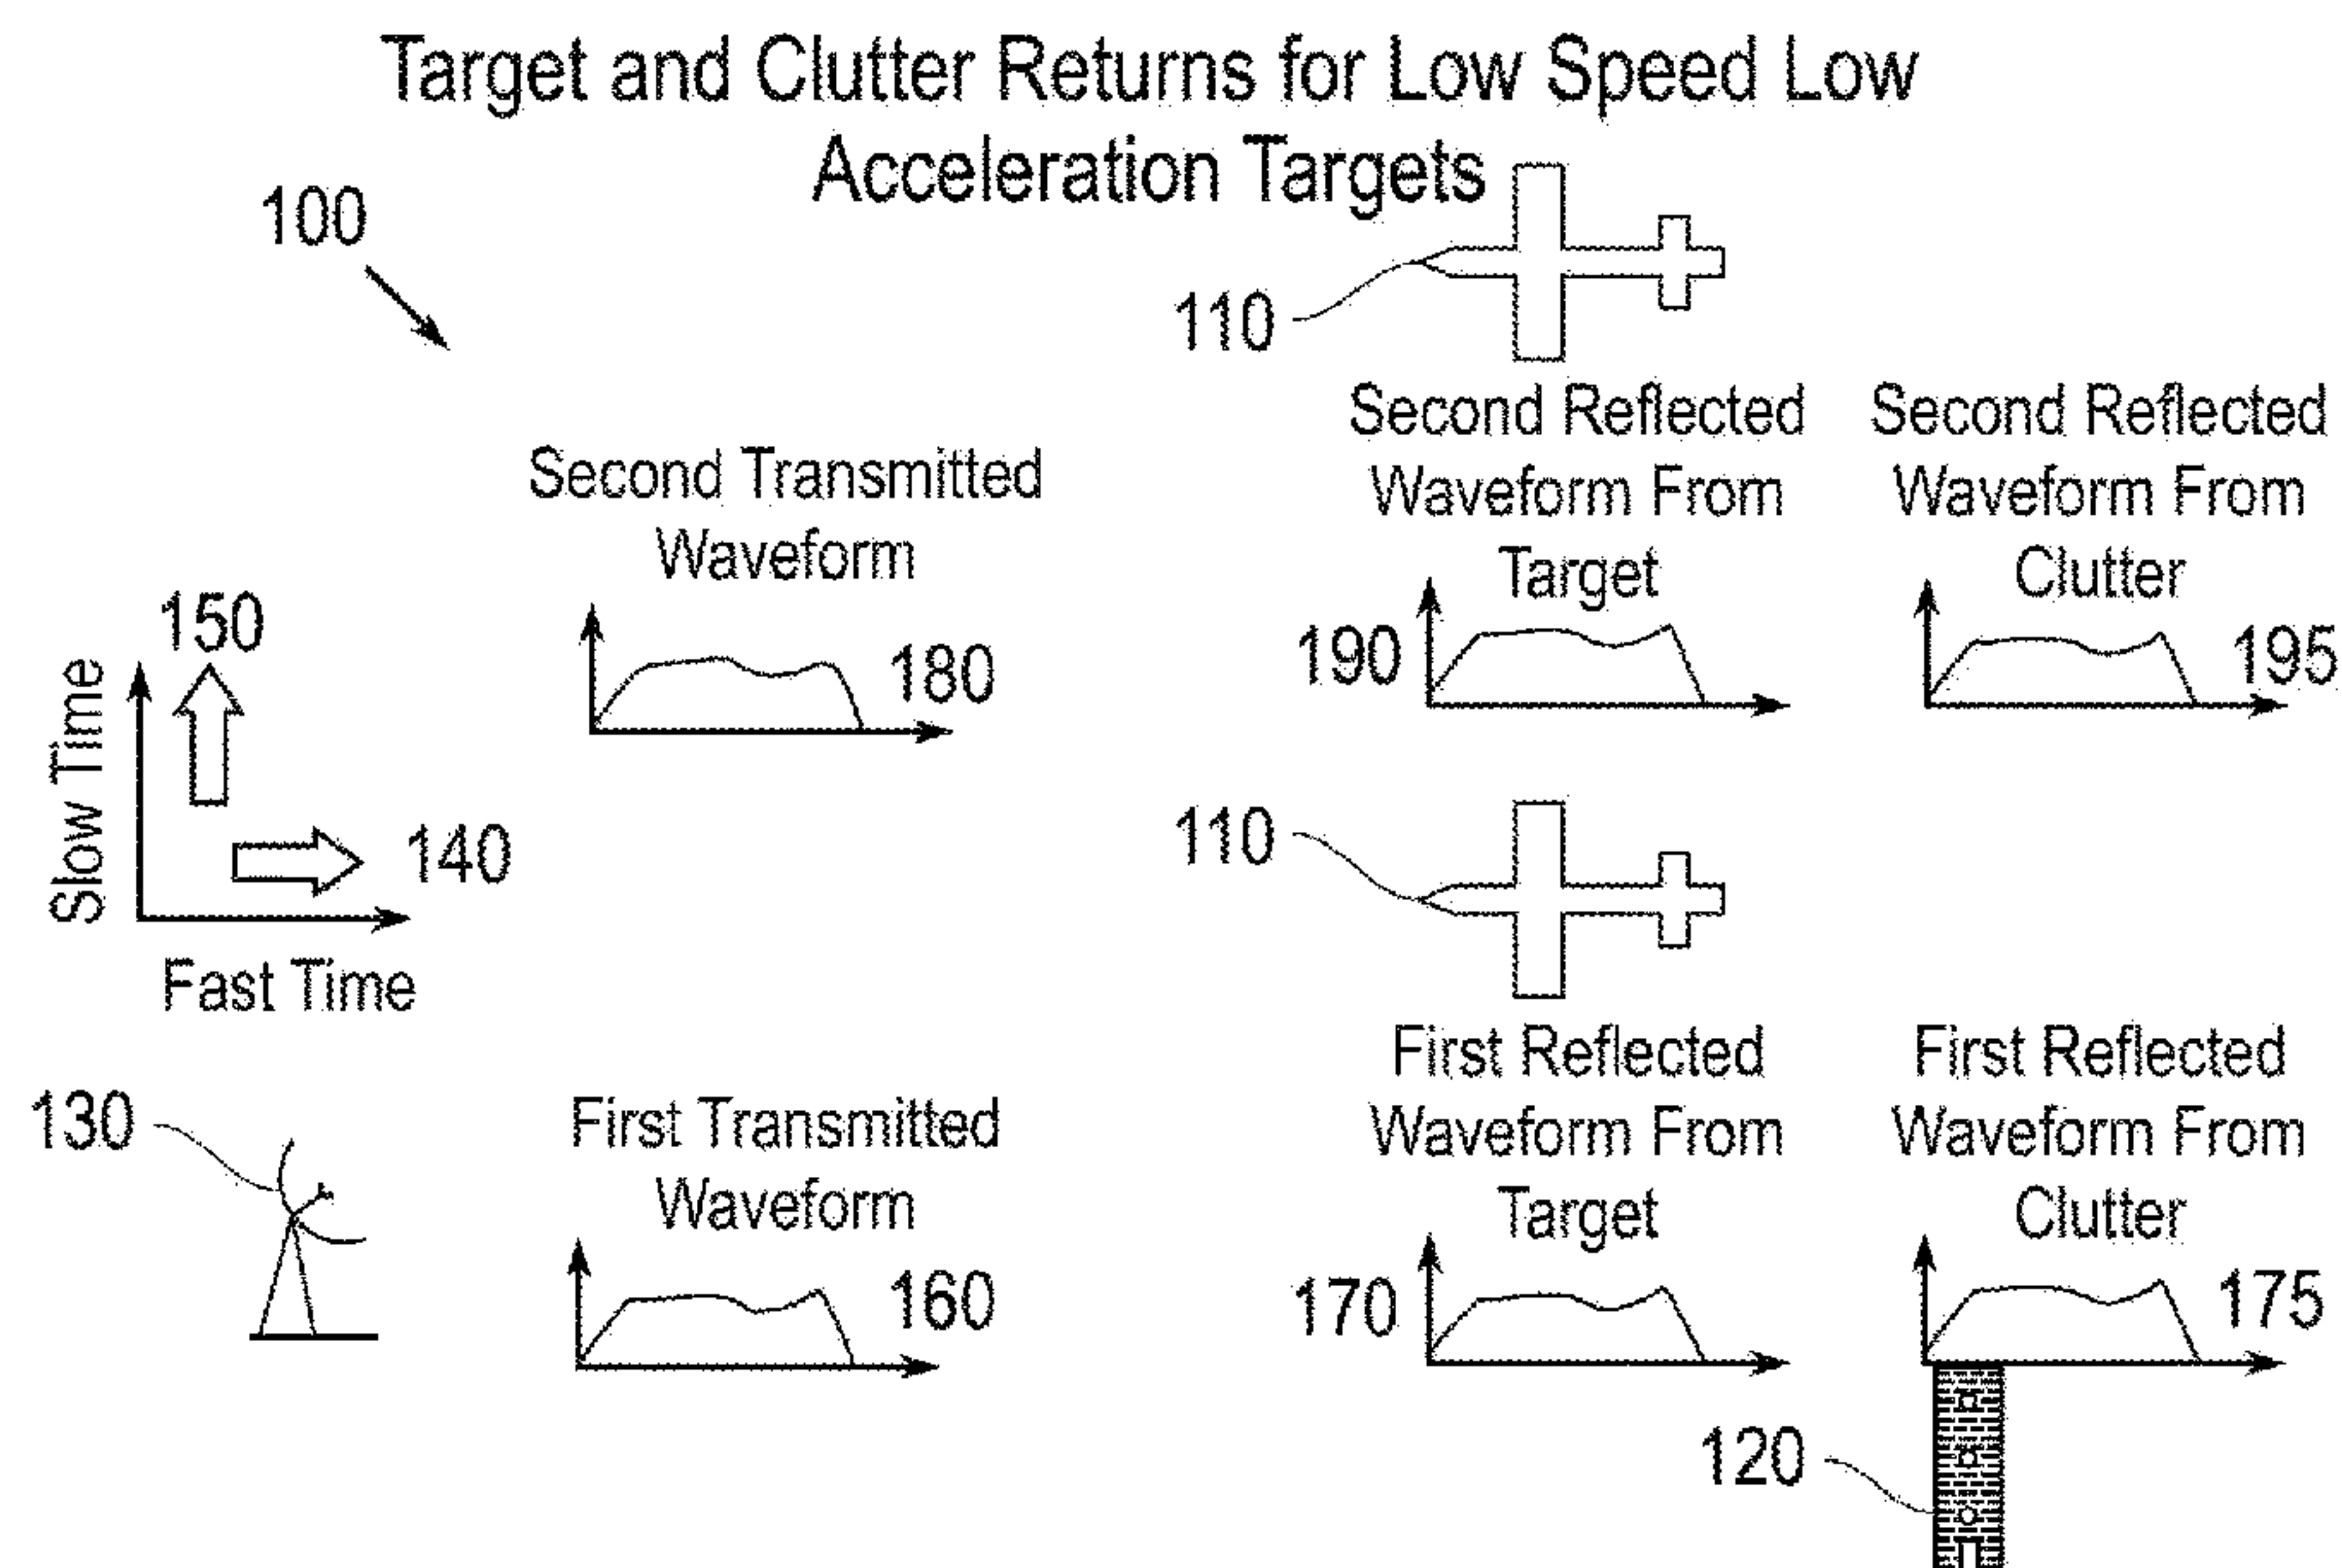 Target and Clutter Returns for Low Speed Low
Acceleration Targets
100
110
Second Transmitted
Waveform
180
Second Reflected
Waveform From
Target
190
Second Reflected
Waveform From
Clutter
195
150
Slow Time
140
Fast Time
110
130
First Transmitted
Waveform
160
First Reflected
Waveform From
Target
170
First Reflected
Waveform From
Clutter
175
120